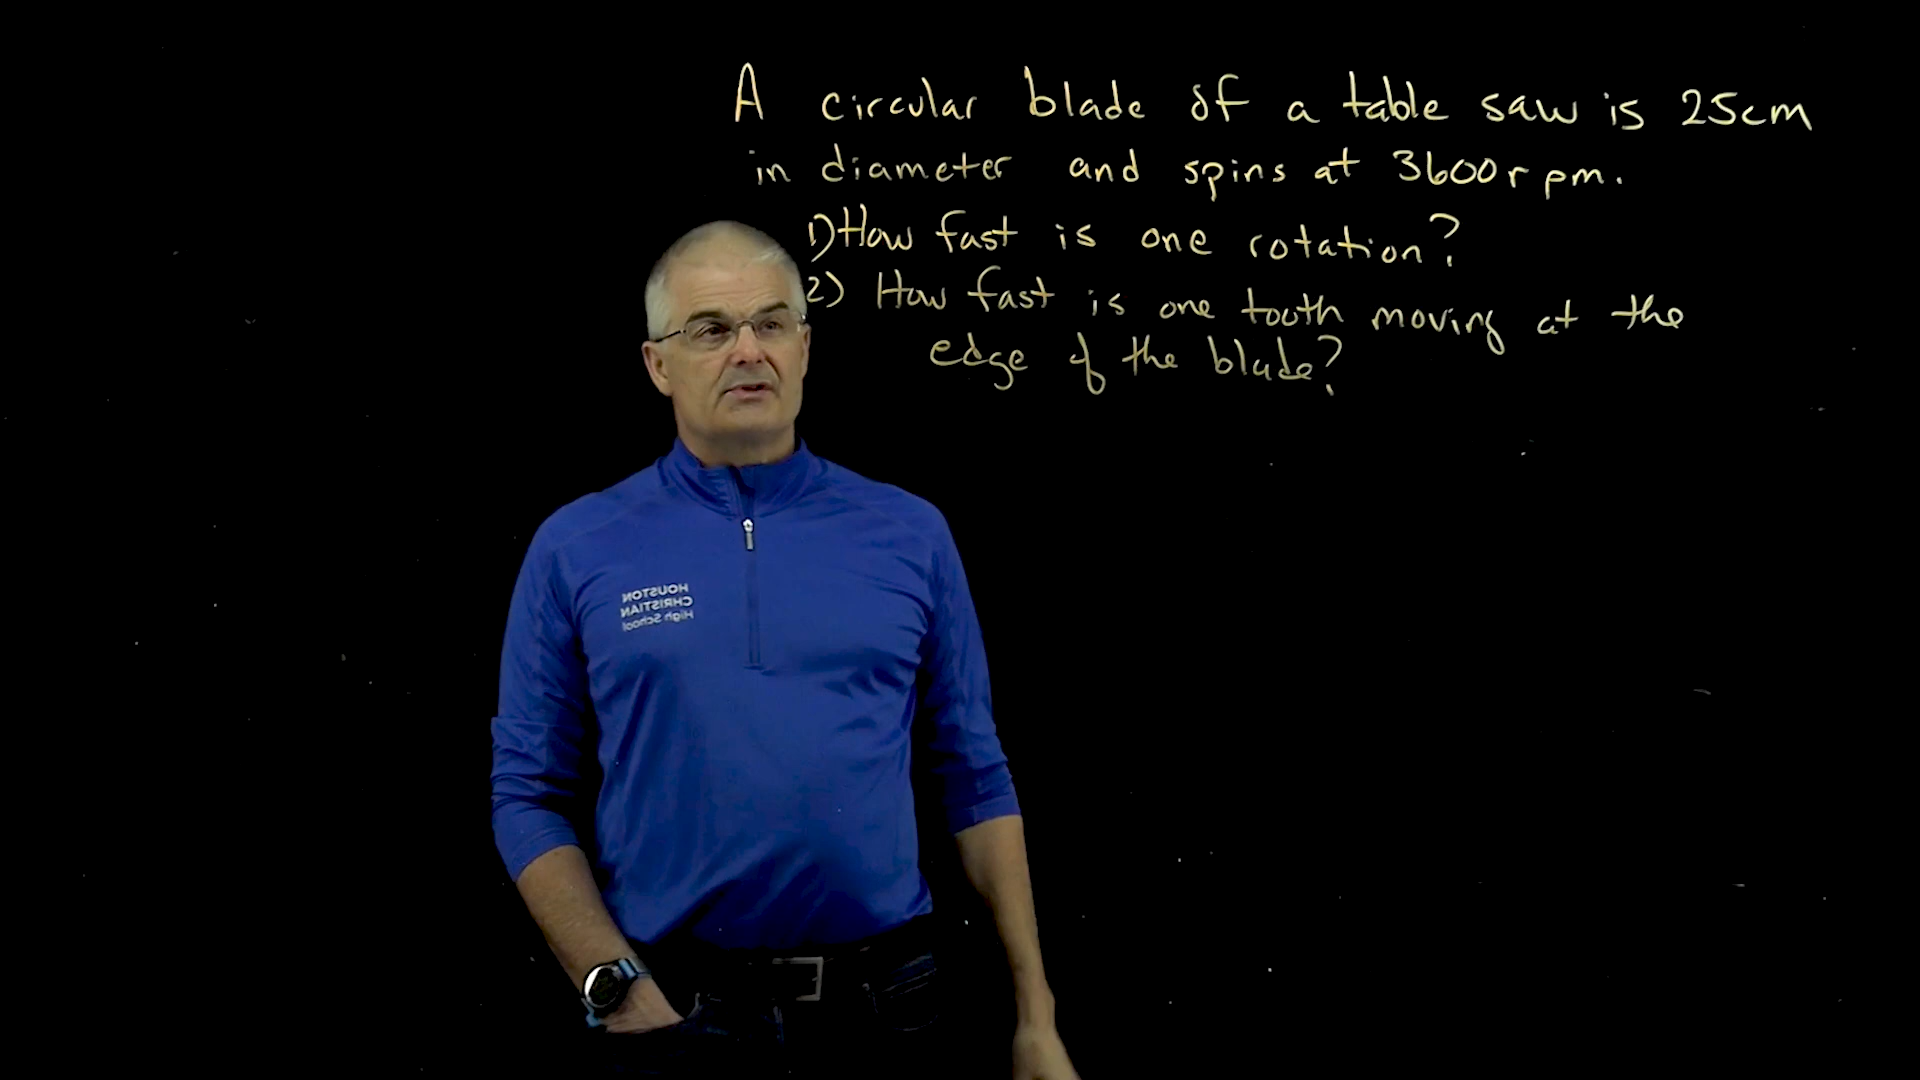 A circular blade of a table saw is 25cm
in diameter and spins at 3600rpm.
1) How fast is one rotation?
2) How fast is one tooth moving at the
edge of the blade?
HOUSTON
CHRISTIAN
High School